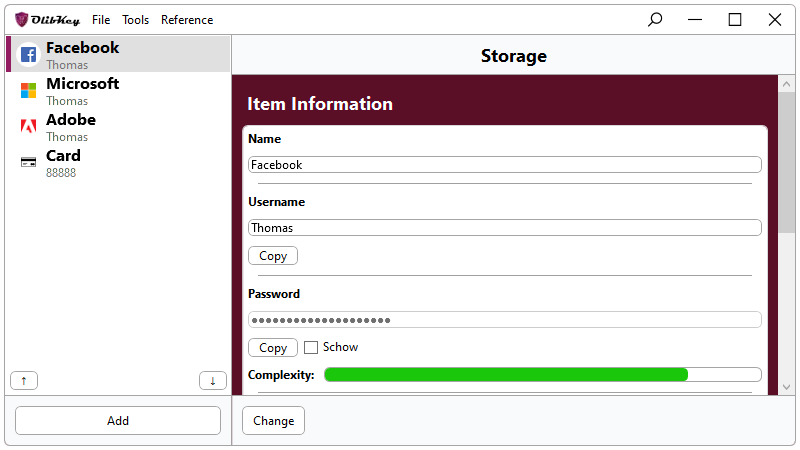 OlibKey File Tools Reference
Facebook
Thomas
Microsoft
Thomas
Adobe
Thomas
Card
88888
↑ ↓
Add
Storage
Item Information
Name
Facebook
Username
Thomas
Copy
Password
●●●●●●●●●●●●●●●●●●●●
Copy Schow
Complexity:
Change